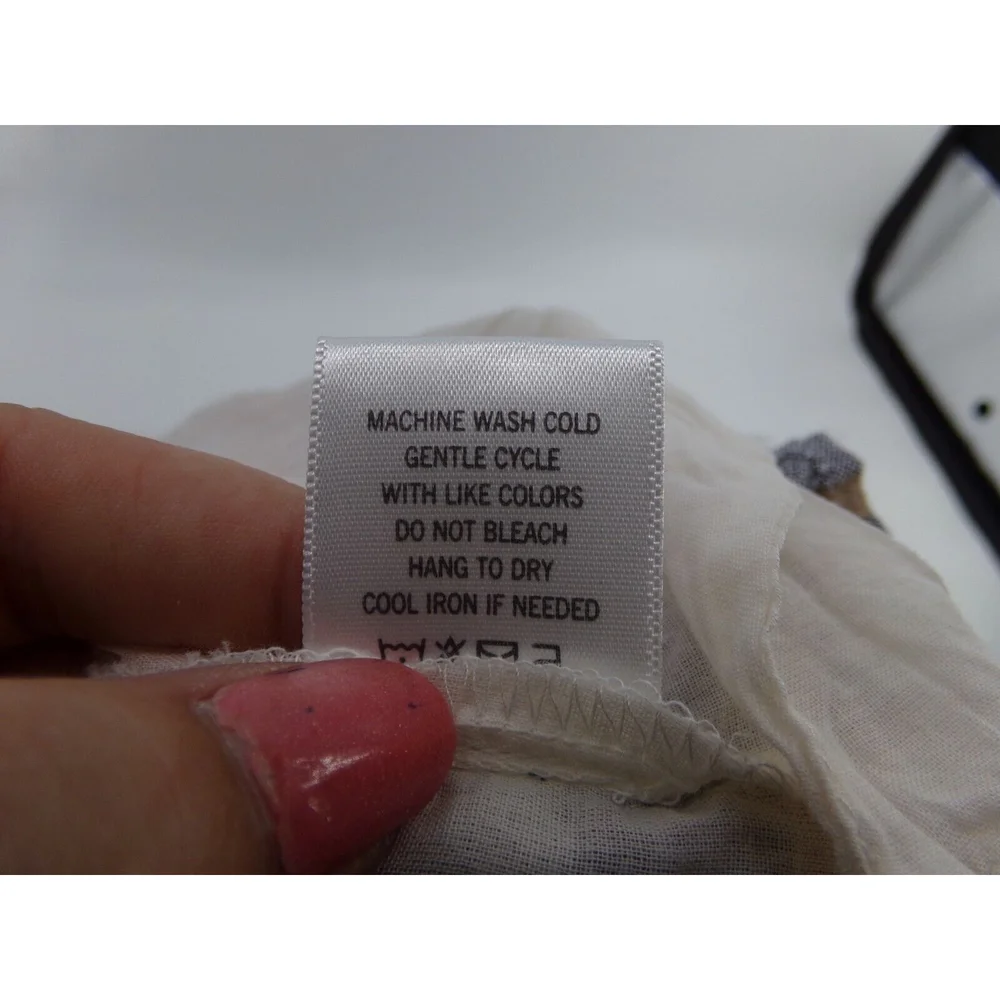 MACHINE WASH COLD
GENTLE CYCLE
WITH LIKE COLORS
DO NOT BLEACH
HANG TO DRY
COOL IRON IF NEEDED